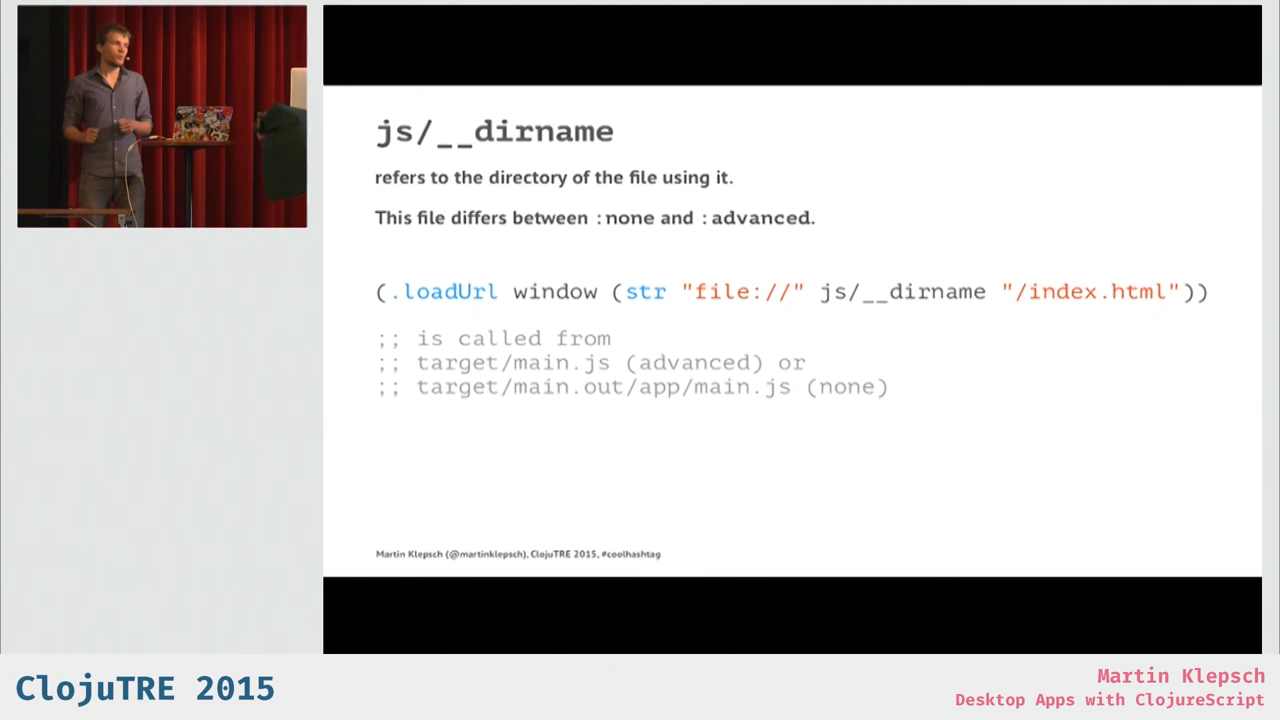 js/__dirname
refers to the directory of the file using it.
This file differs between :none and :advanced.
(.loadUrl window (str "file://" js/__dirname "/index.html"))
;; is called from
;; target/main.js (advanced) or
;; target/main.out/app/main.js (none)
Martin Klepsch (@martinklepsch), ClojuTRE 2015, #coolhashtag
ClojuTRE 2015
Martin Klepsch
Desktop Apps with ClojureScript